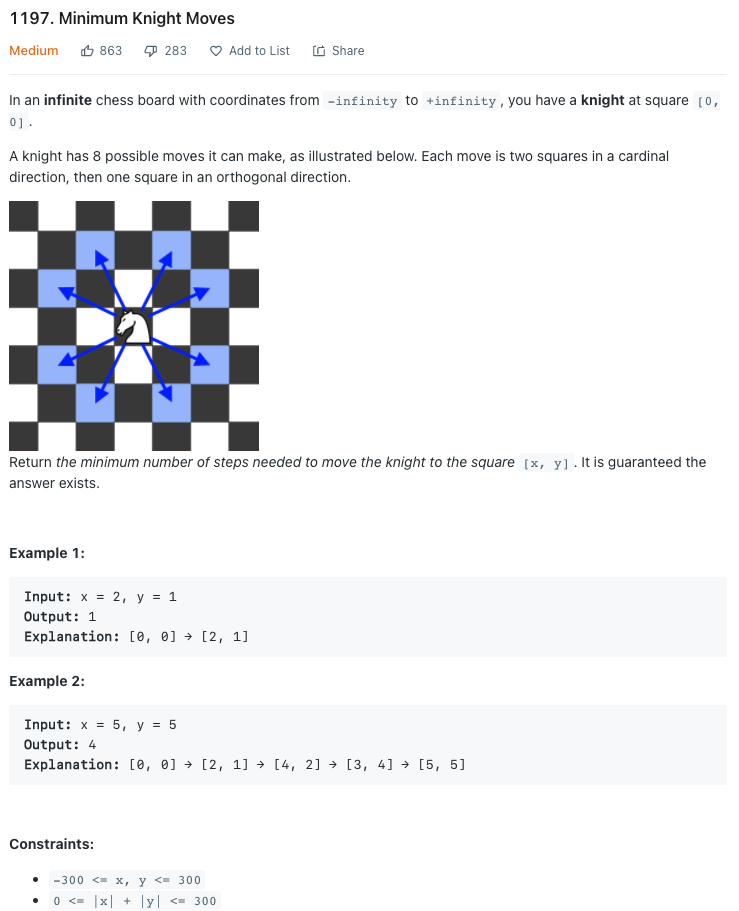 1197. Minimum Knight Moves
Medium 863 283 Add to List Share
In an infinite chess board with coordinates from -infinity to +infinity, you have a knight at square [0,
0].
A knight has 8 possible moves it can make, as illustrated below. Each move is two squares in a cardinal
direction, then one square in an orthogonal direction.
Return the minimum number of steps needed to move the knight to the square [x, y]. It is guaranteed the
answer exists.
Example 1:
Input: x = 2, y = 1
Output: 1
Explanation: [0, 0] → [2, 1]
Example 2:
Input: x = 5, y = 5
Output: 4
Explanation: [0, 0] → [2, 1] → [4, 2] → [3, 4] → [5, 5]
Constraints:
• -300 <= x, y <= 300
• 0 <= |x| + |y| <= 300